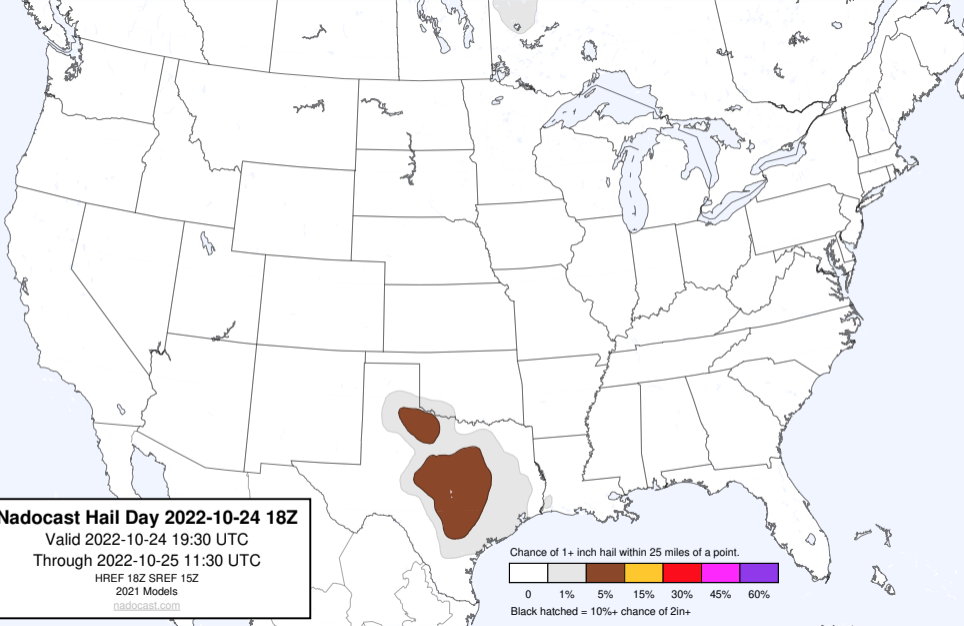 Nadocast Hail Day 2022-10-24 18Z
Valid 2022-10-24 19:30 UTC
Through 2022-10-25 11:30 UTC
HREF 18Z SREF 15Z
2021 Models
nadocast.com
Chance of 1+ inch hail within 25 miles of a point.
0 1% 5% 15% 30% 45% 60%
Black hatched = 10%+ chance of 2in+